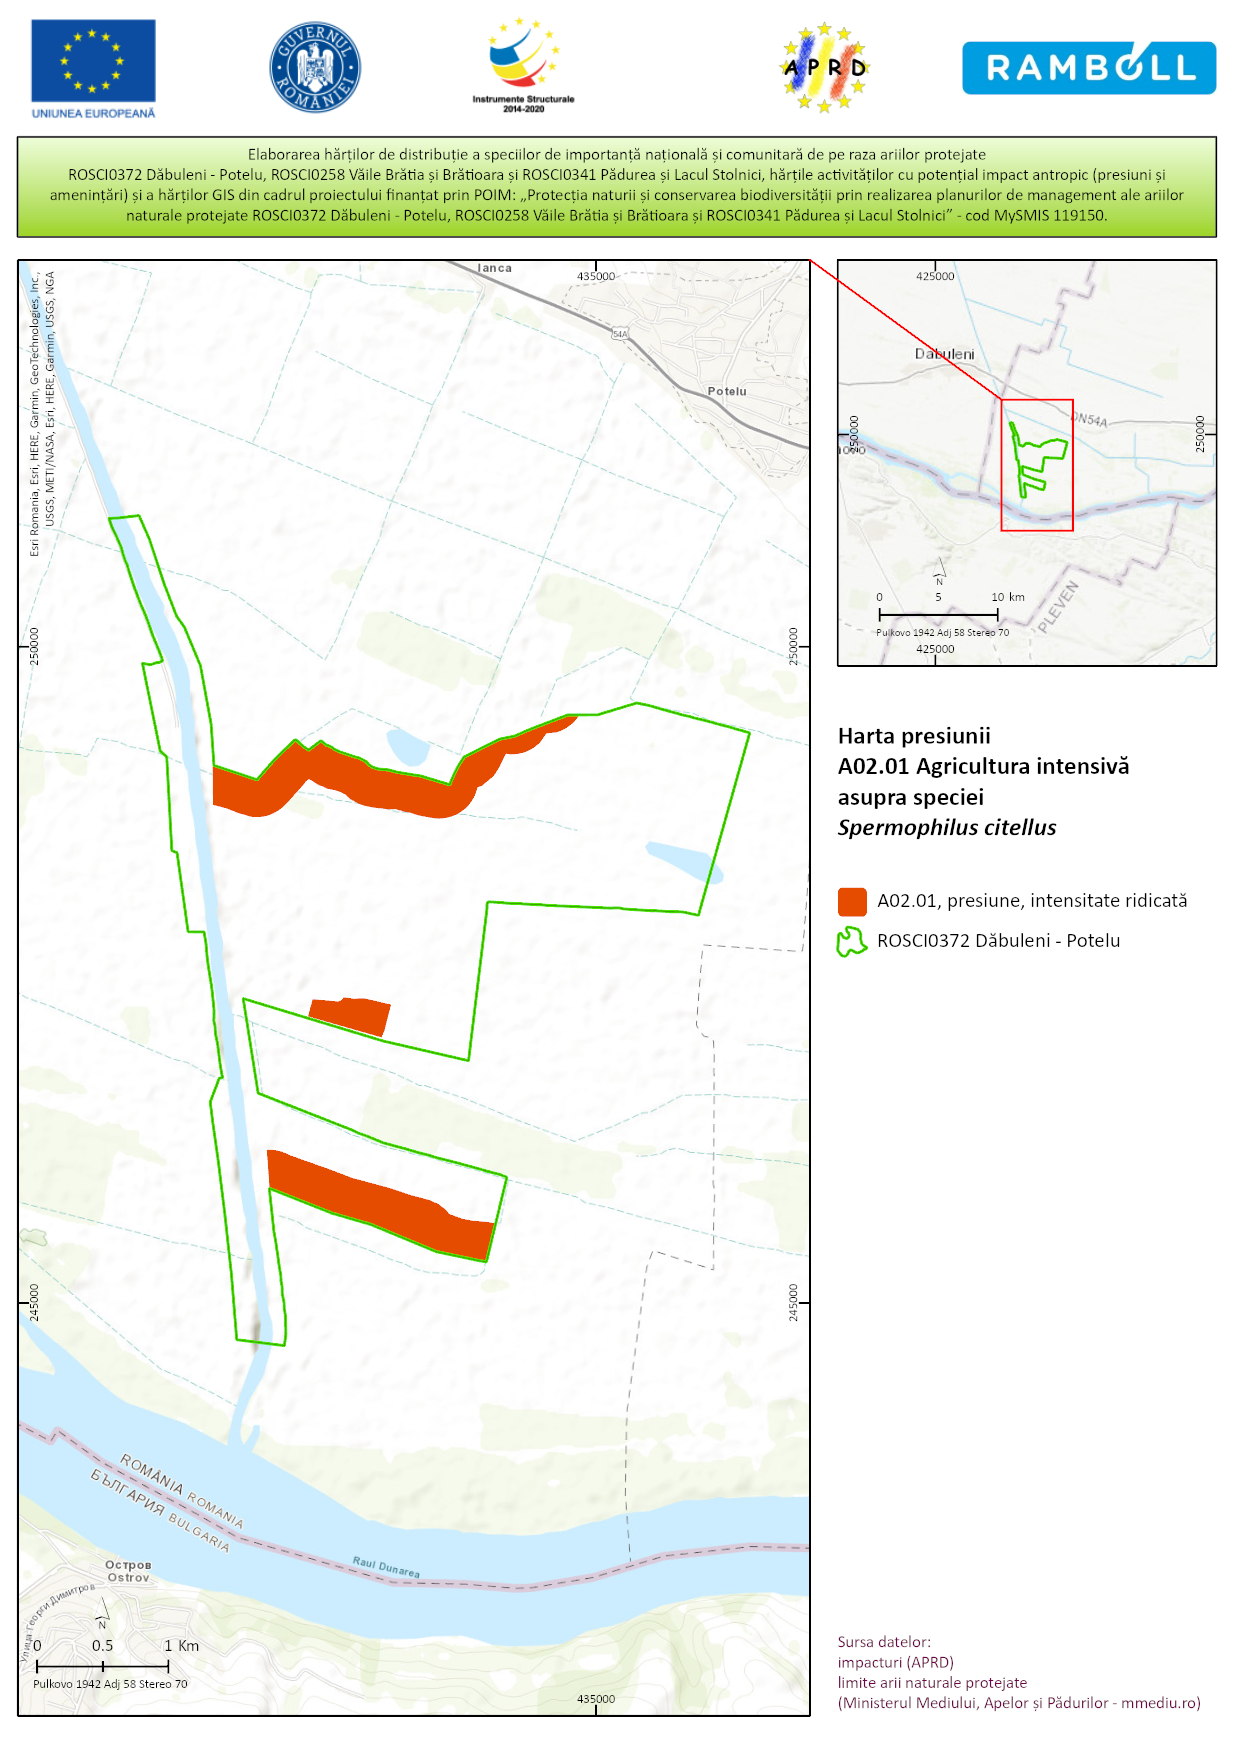 UNIUNEA EUROPEANĂ
GUVERNUL ROMÂNIEI
Instrumente Structurale
2014-2020
APRD
RAMBOLL
Elaborarea hărților de distribuție a speciilor de importanță națională și comunitară de pe raza ariilor protejate
ROSCI0372 Dăbuleni - Potelu, ROSCI0258 Văile Brătia și Brătioara și ROSCI0341 Pădurea și Lacul Stolnici, hărțile activităților cu potențial impact antropic (presiuni și
amenințări) și a hărților GIS din cadrul proiectului finanțat prin POIM: „Protecția naturii si conservarea biodiversității prin realizarea planurilor de management ale ariilor
naturale protejate ROSCI0372 Dăbuleni - Potelu, ROSCI0258 Văile Brătia și Brătioara și ROSCI0341 Pădurea și Lacul Stolnici” - cod MySMIS 119150.
Esri Romania, Esri, HERE, Garmin, GeoTechnologies, Inc.,
USGS, METI/NASA, Esri, HERE, Garmin, USGS, NGA
Ianca
435000
54A
Potelu
250000
250000
245000
245000
ROMÂNIA ROMANIA
БЪЛГАРИЯ BULGARIA
Raul Dunarea
Остров
Ostrov
Улица Георги Димитров
N
0 0.5 1 Km
Pulkovo 1942 Adj 58 Stereo 70
435000
425000
Dabuleni
DN54A
250000
250000
PLEVEN
N
0 5 10 km
Pulkovo 1942 Adj 58 Stereo 70
425000
Harta presiunii
A02.01 Agricultura intensivă
asupra speciei
Spermophilus citellus
A02.01, presiune, intensitate ridicată
ROSCI0372 Dăbuleni - Potelu
Sursa datelor:
impacturi (APRD)
limite arii naturale protejate
(Ministerul Mediului, Apelor și Pădurilor - mmediu.ro)